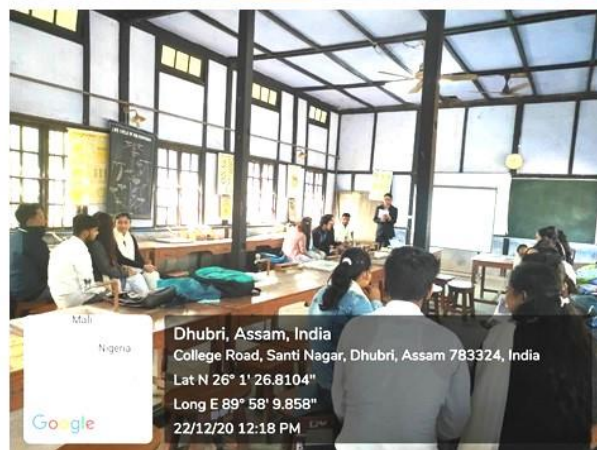 Mali
Nigeria
Google
Dhubri, Assam, India
College Road, Santi Nagar, Dhubri, Assam 783324, India
Lat N 26° 1' 26.8104"
Long E 89° 58' 9.858"
22/12/20 12:18 PM